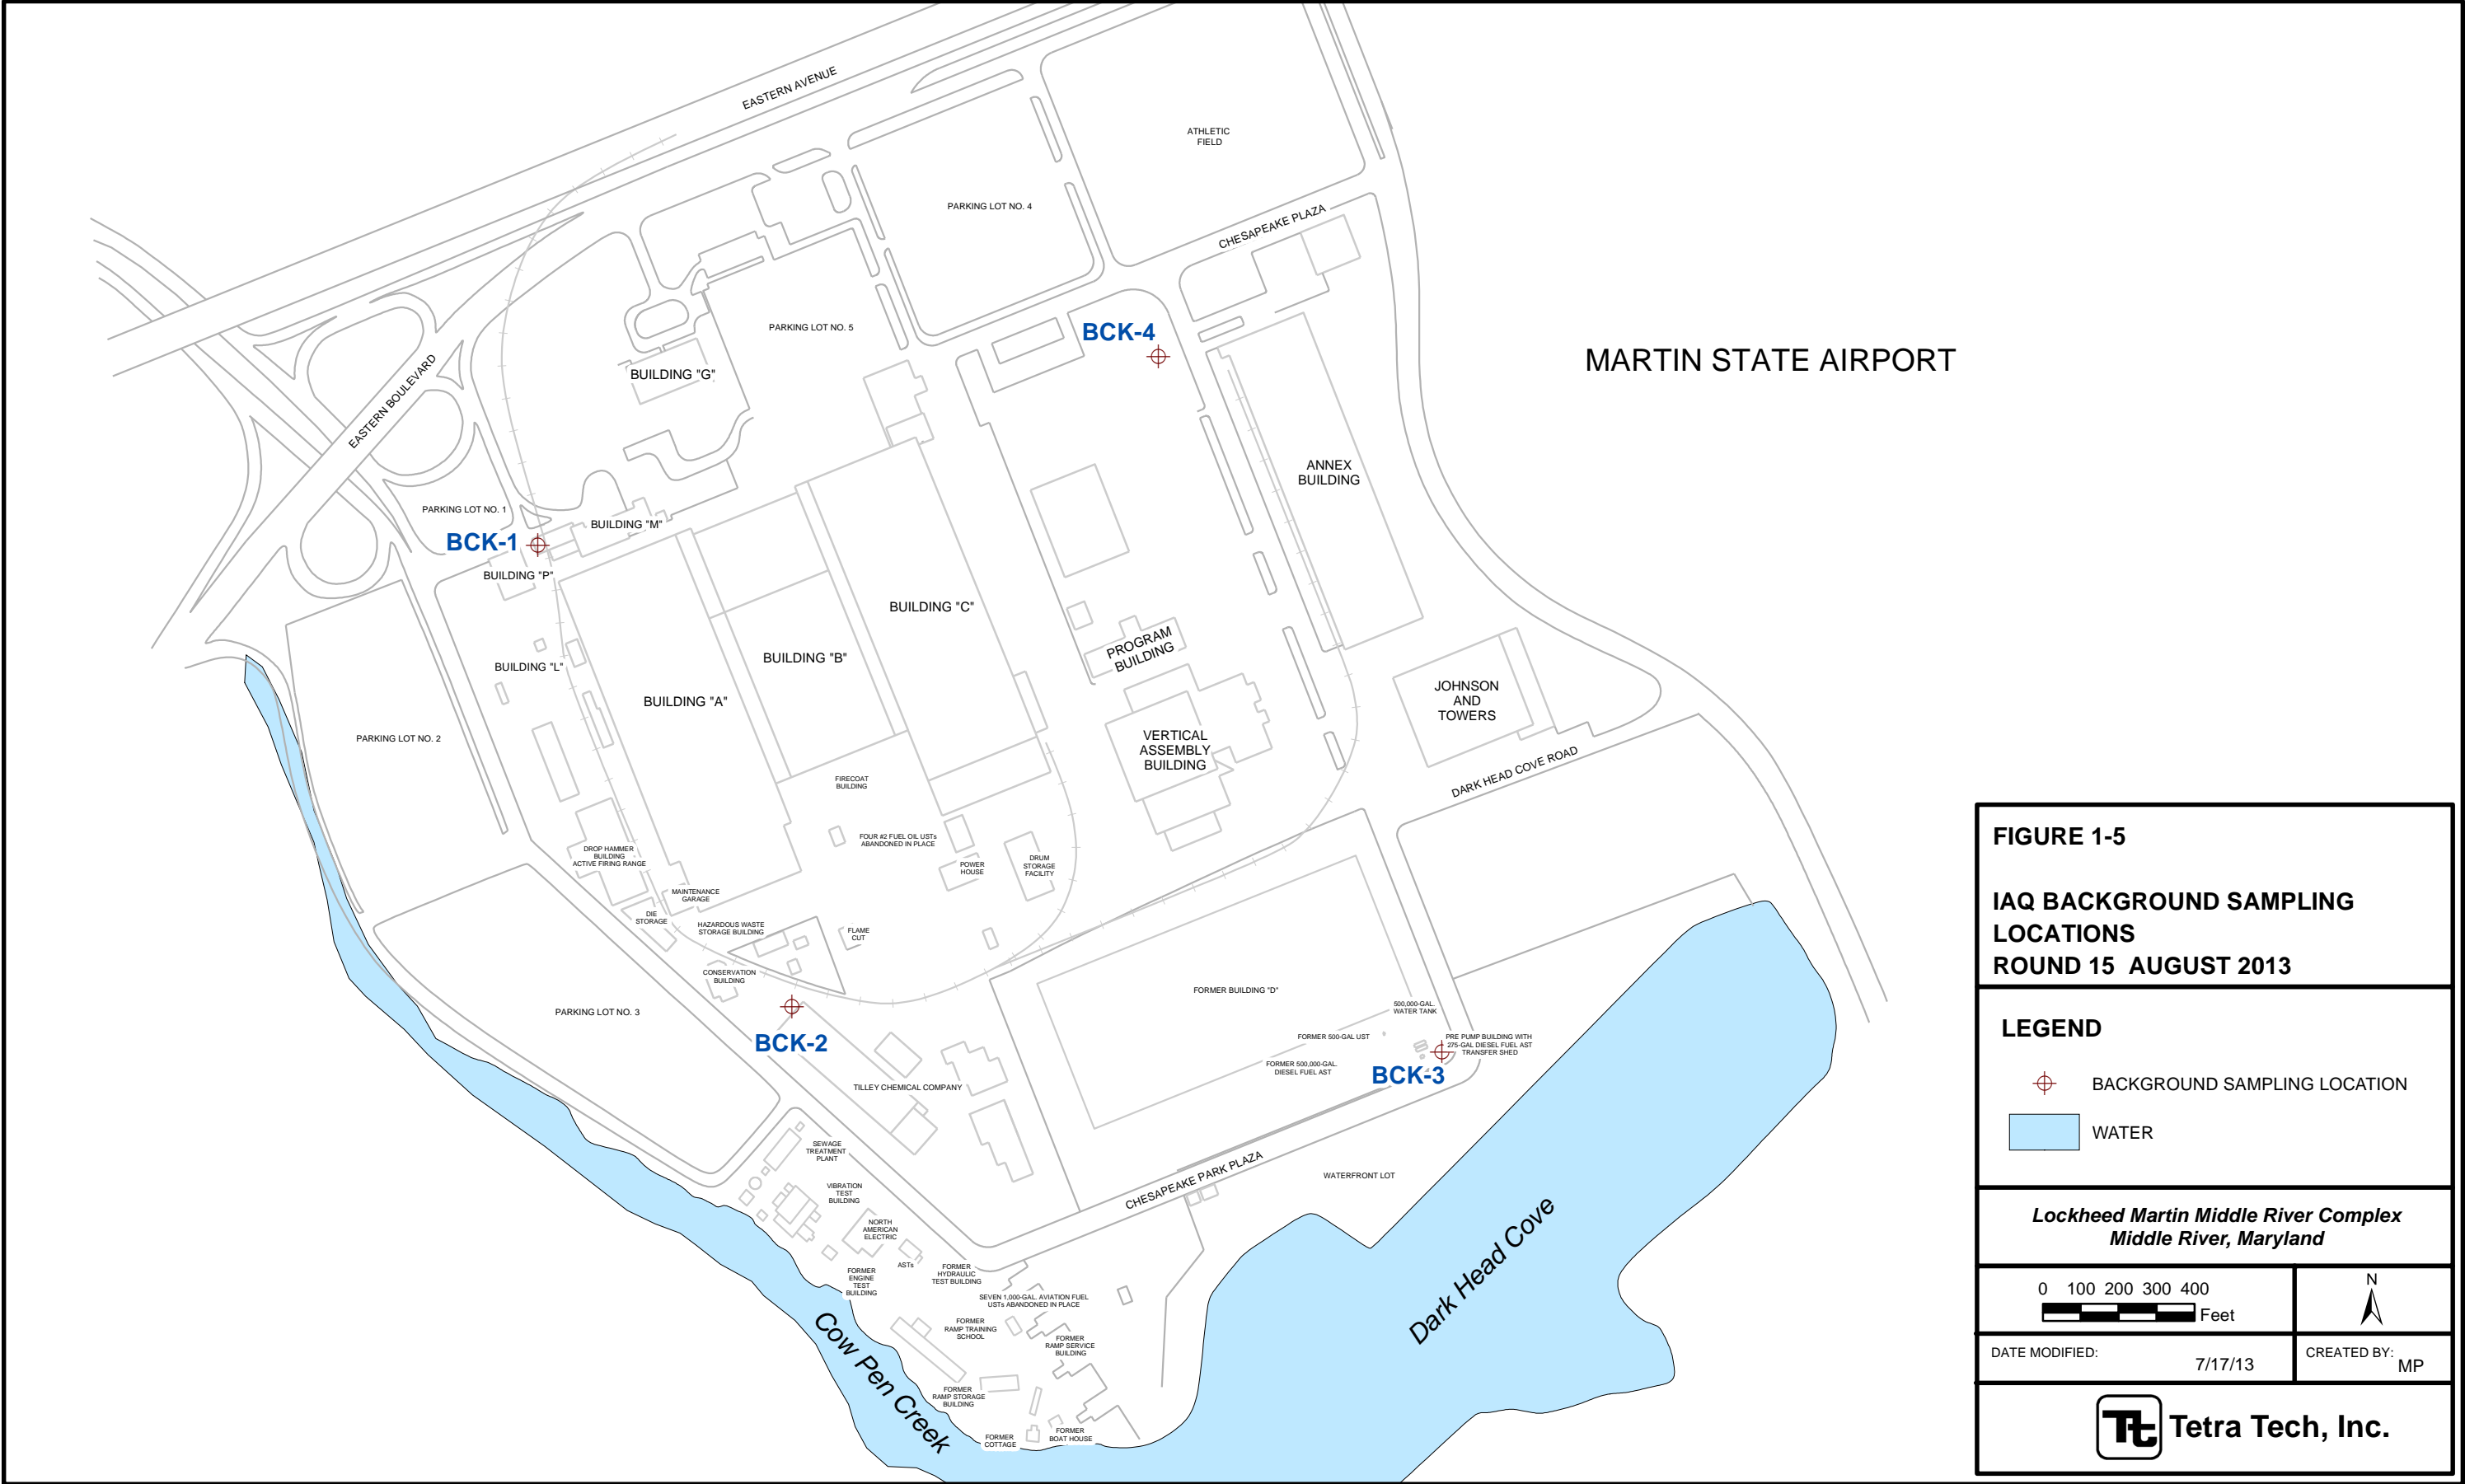 EASTERN AVENUE
ATHLETIC
FIELD
PARKING LOT NO. 4
CHESAPEAKE PLAZA
PARKING LOT NO. 5
BCK-4
MARTIN STATE AIRPORT
BUILDING "G"
EASTERN BOULEVARD
ANNEX
BUILDING
PARKING LOT NO. 1
BUILDING "M"
BCK-1
BUILDING "P"
BUILDING "C"
PROGRAM
BUILDING
BUILDING "L"
BUILDING "B"
BUILDING "A"
JOHNSON
AND
TOWERS
PARKING LOT NO. 2
VERTICAL
ASSEMBLY
BUILDING
DARK HEAD COVE ROAD
FIRECOAT
BUILDING
FOUR #2 FUEL OIL USTs
ABANDONED IN PLACE
DROP HAMMER
BUILDING
ACTIVE FIRING RANGE
POWER
HOUSE
DRUM
STORAGE
FACILITY
MAINTENANCE
GARAGE
DIE
STORAGE
HAZARDOUS WASTE
STORAGE BUILDING
FLAME
CUT
CONSERVATION
BUILDING
PARKING LOT NO. 3
BCK-2
FORMER BUILDING "D"
500,000-GAL.
WATER TANK
FORMER 500-GAL UST
PRE PUMP BUILDING WITH
275-GAL DIESEL FUEL AST
TRANSFER SHED
FORMER 500,000-GAL.
DIESEL FUEL AST
BCK-3
TILLEY CHEMICAL COMPANY
SEWAGE
TREATMENT
PLANT
CHESAPEAKE PARK PLAZA
WATERFRONT LOT
VIBRATION
TEST
BUILDING
NORTH
AMERICAN
ELECTRIC
ASTs
FORMER
ENGINE
TEST
BUILDING
FORMER
HYDRAULIC
TEST BUILDING
SEVEN 1,000-GAL. AVIATION FUEL
USTs ABANDONED IN PLACE
FORMER
RAMP TRAINING
SCHOOL
FORMER
RAMP SERVICE
BUILDING
FORMER
RAMP STORAGE
BUILDING
FORMER
COTTAGE
FORMER
BOAT HOUSE
Cow Pen Creek
Dark Head Cove
FIGURE 1-5
IAQ BACKGROUND SAMPLING
LOCATIONS
ROUND 15 AUGUST 2013
LEGEND
BACKGROUND SAMPLING LOCATION
WATER
Lockheed Martin Middle River Complex
Middle River, Maryland
0 100 200 300 400
Feet
N
DATE MODIFIED: 7/17/13
CREATED BY: MP
Tt Tetra Tech, Inc.